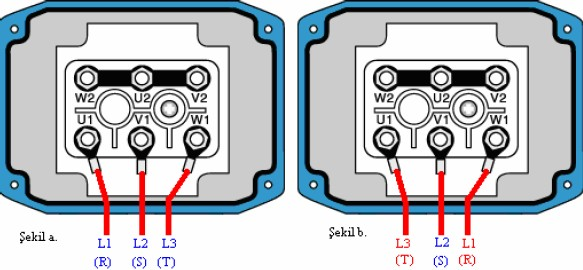 W2 U2 V2
U1 V1 W1
Şekil a.
L1 L2 L3
(R) (S) (T)
W2 U2 V2
U1 V1 W1
Şekil b.
L3 L2 L1
(T) (S) (R)